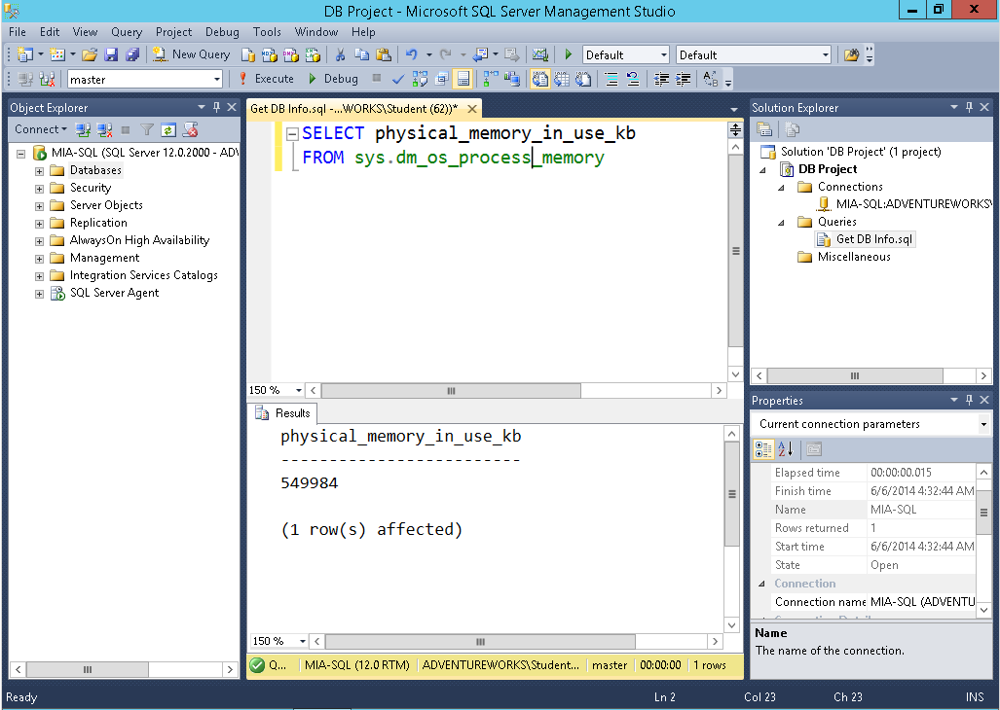 DB Project - Microsoft SQL Server Management Studio
File Edit View Query Project Debug Tools Window Help
New Query Default Default
master Execute Debug
Object Explorer
Connect
MIA-SQL (SQL Server 12.0.2000 - ADV
Databases
Security
Server Objects
Replication
AlwaysOn High Availability
Management
Integration Services Catalogs
SQL Server Agent
Get DB Info.sql -...WORKS\Student (62))*
SELECT physical_memory_in_use_kb
FROM sys.dm_os_process_memory
150 %
Results
physical_memory_in_use_kb
-------------------------
549984
(1 row(s) affected)
150 %
Q... MIA-SQL (12.0 RTM) ADVENTUREWORKS\Student... master 00:00:00 1 rows
Solution Explorer
Solution 'DB Project' (1 project)
DB Project
Connections
MIA-SQL:ADVENTUREWORKS\
Queries
Get DB Info.sql
Miscellaneous
Properties
Current connection parameters
Elapsed time 00:00:00.015
Finish time 6/6/2014 4:32:44 AM
Name MIA-SQL
Rows returned 1
Start time 6/6/2014 4:32:44 AM
State Open
Connection
Connection name MIA-SQL (ADVENTU
Name
The name of the connection.
Ready Ln 2 Col 23 Ch 23 INS